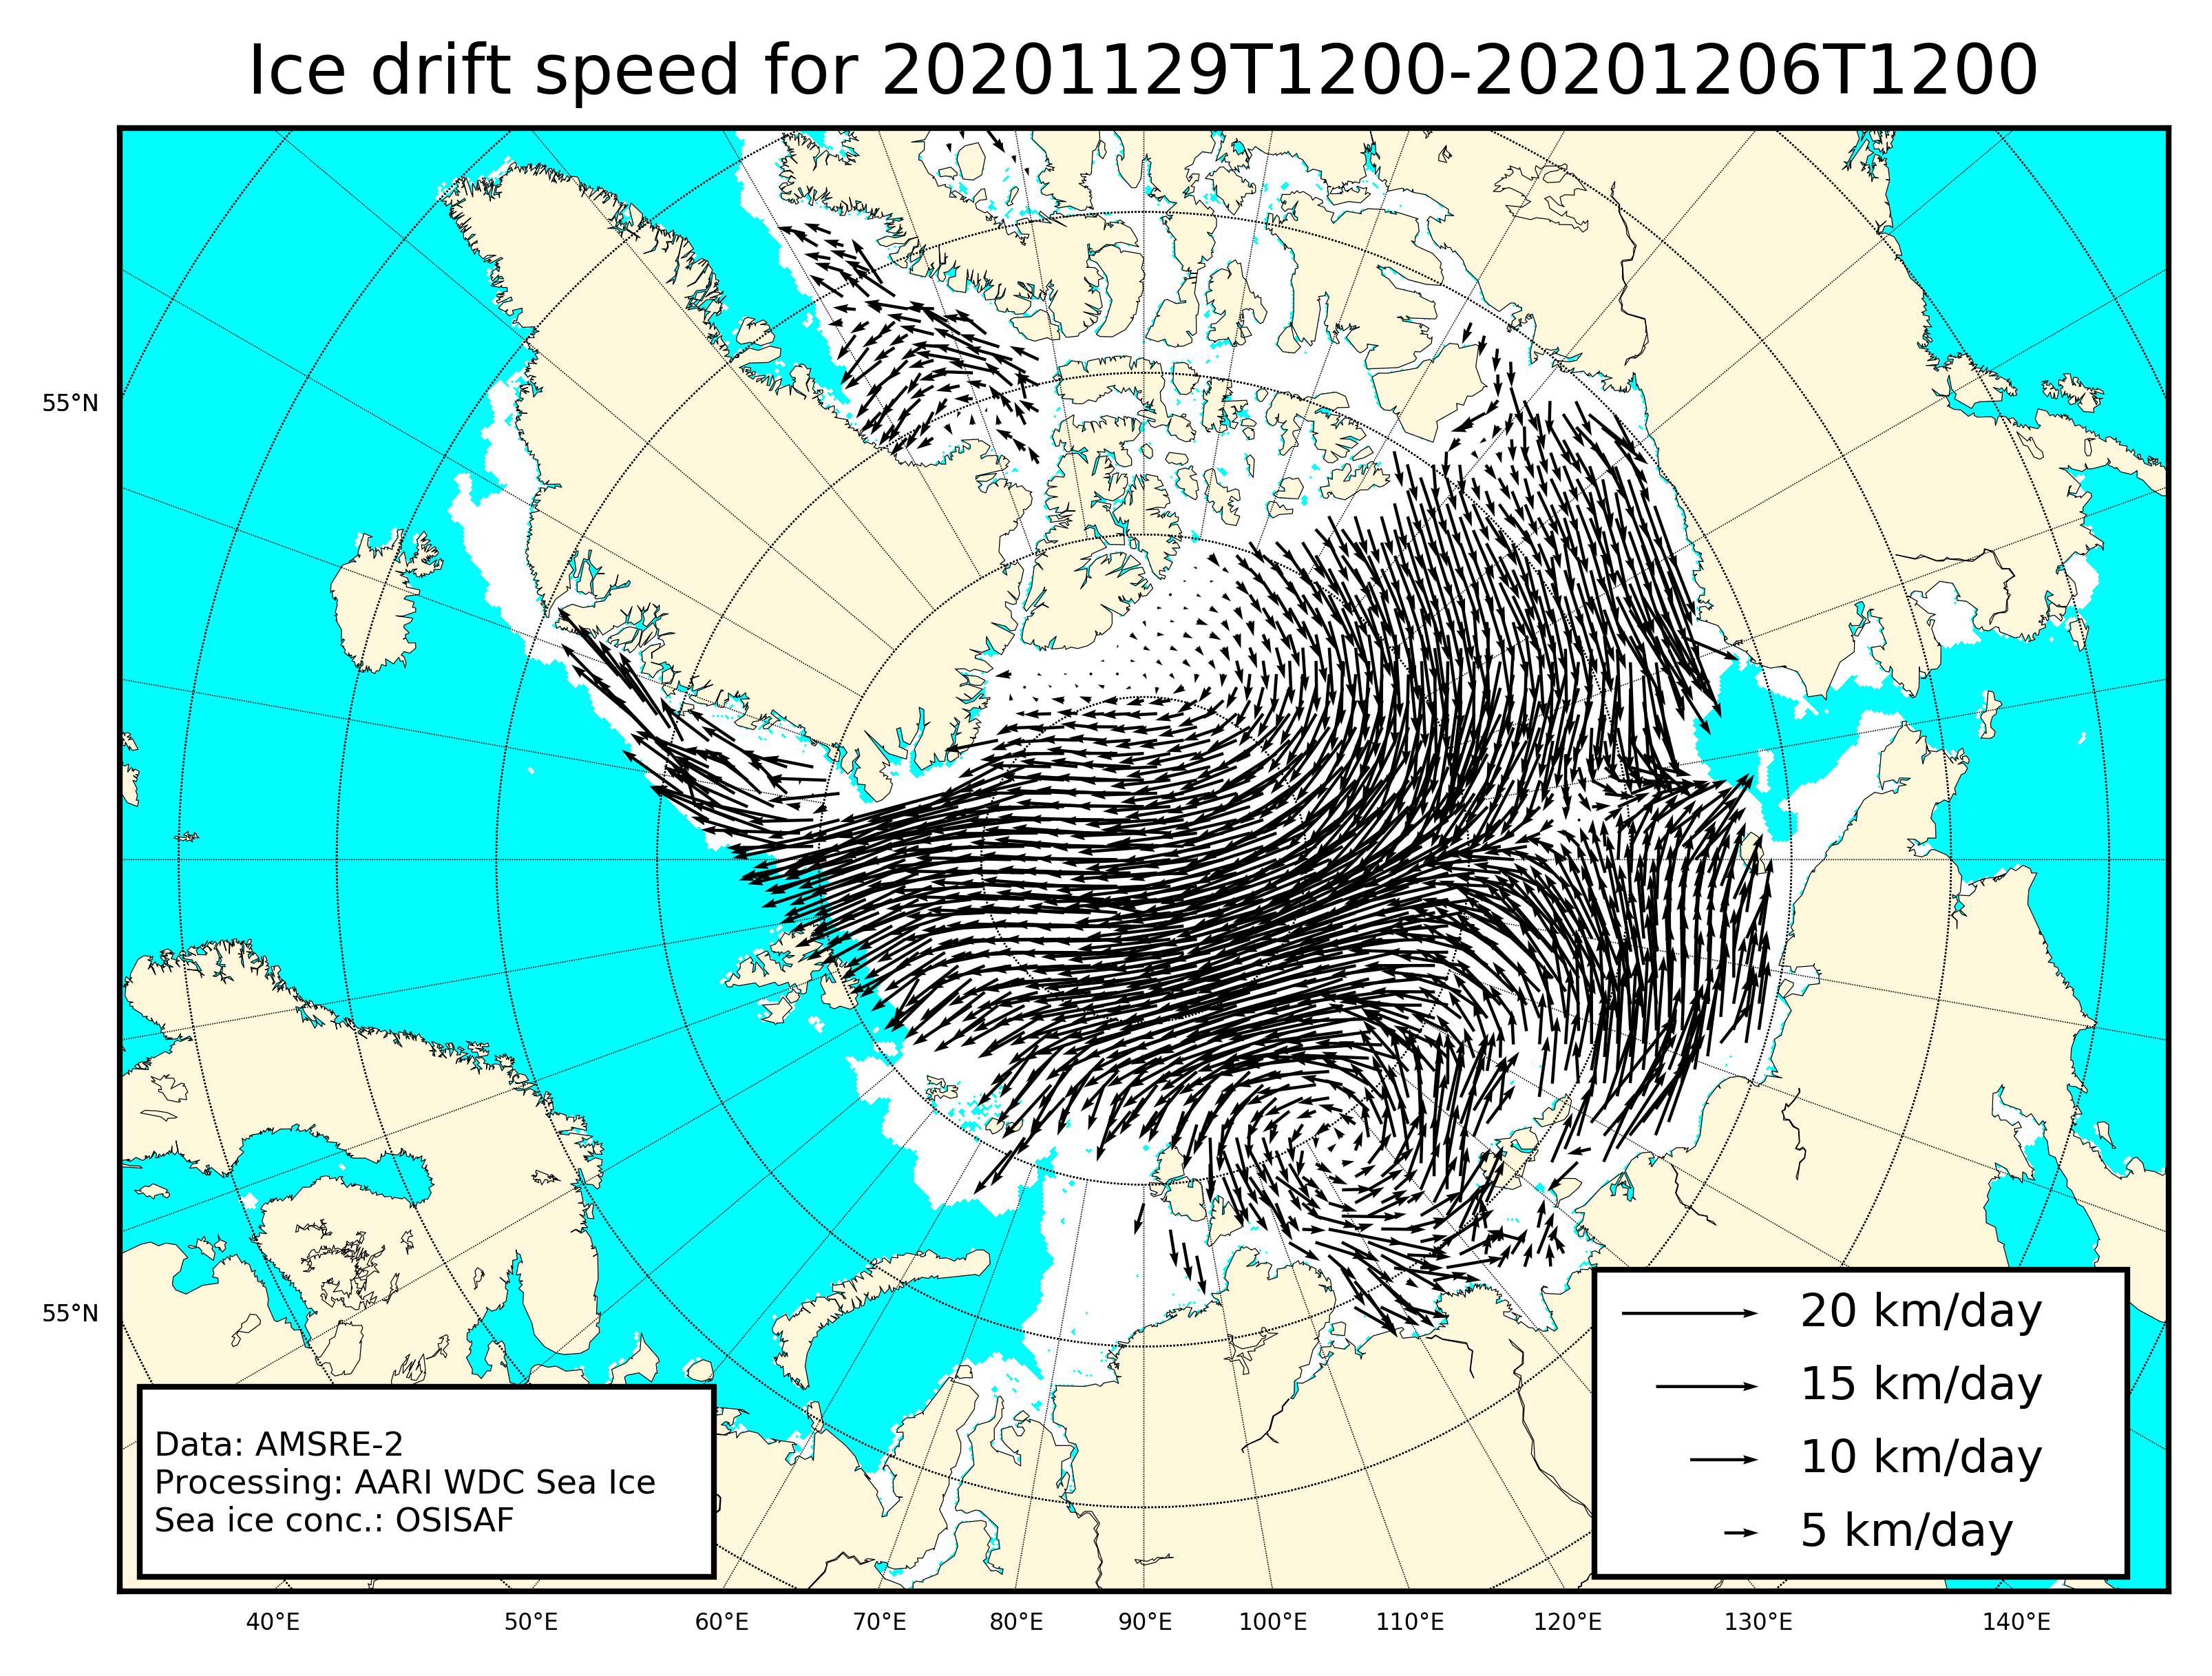 Ice drift speed for 20201129T1200-20201206T1200
55°N
55°N
20 km/day
15 km/day
10 km/day
5 km/day
Data: AMSRE-2
Processing: AARI WDC Sea Ice
Sea ice conc.: OSISAF
40°E 50°E 60°E 70°E 80°E 90°E 100°E 110°E 120°E 130°E 140°E